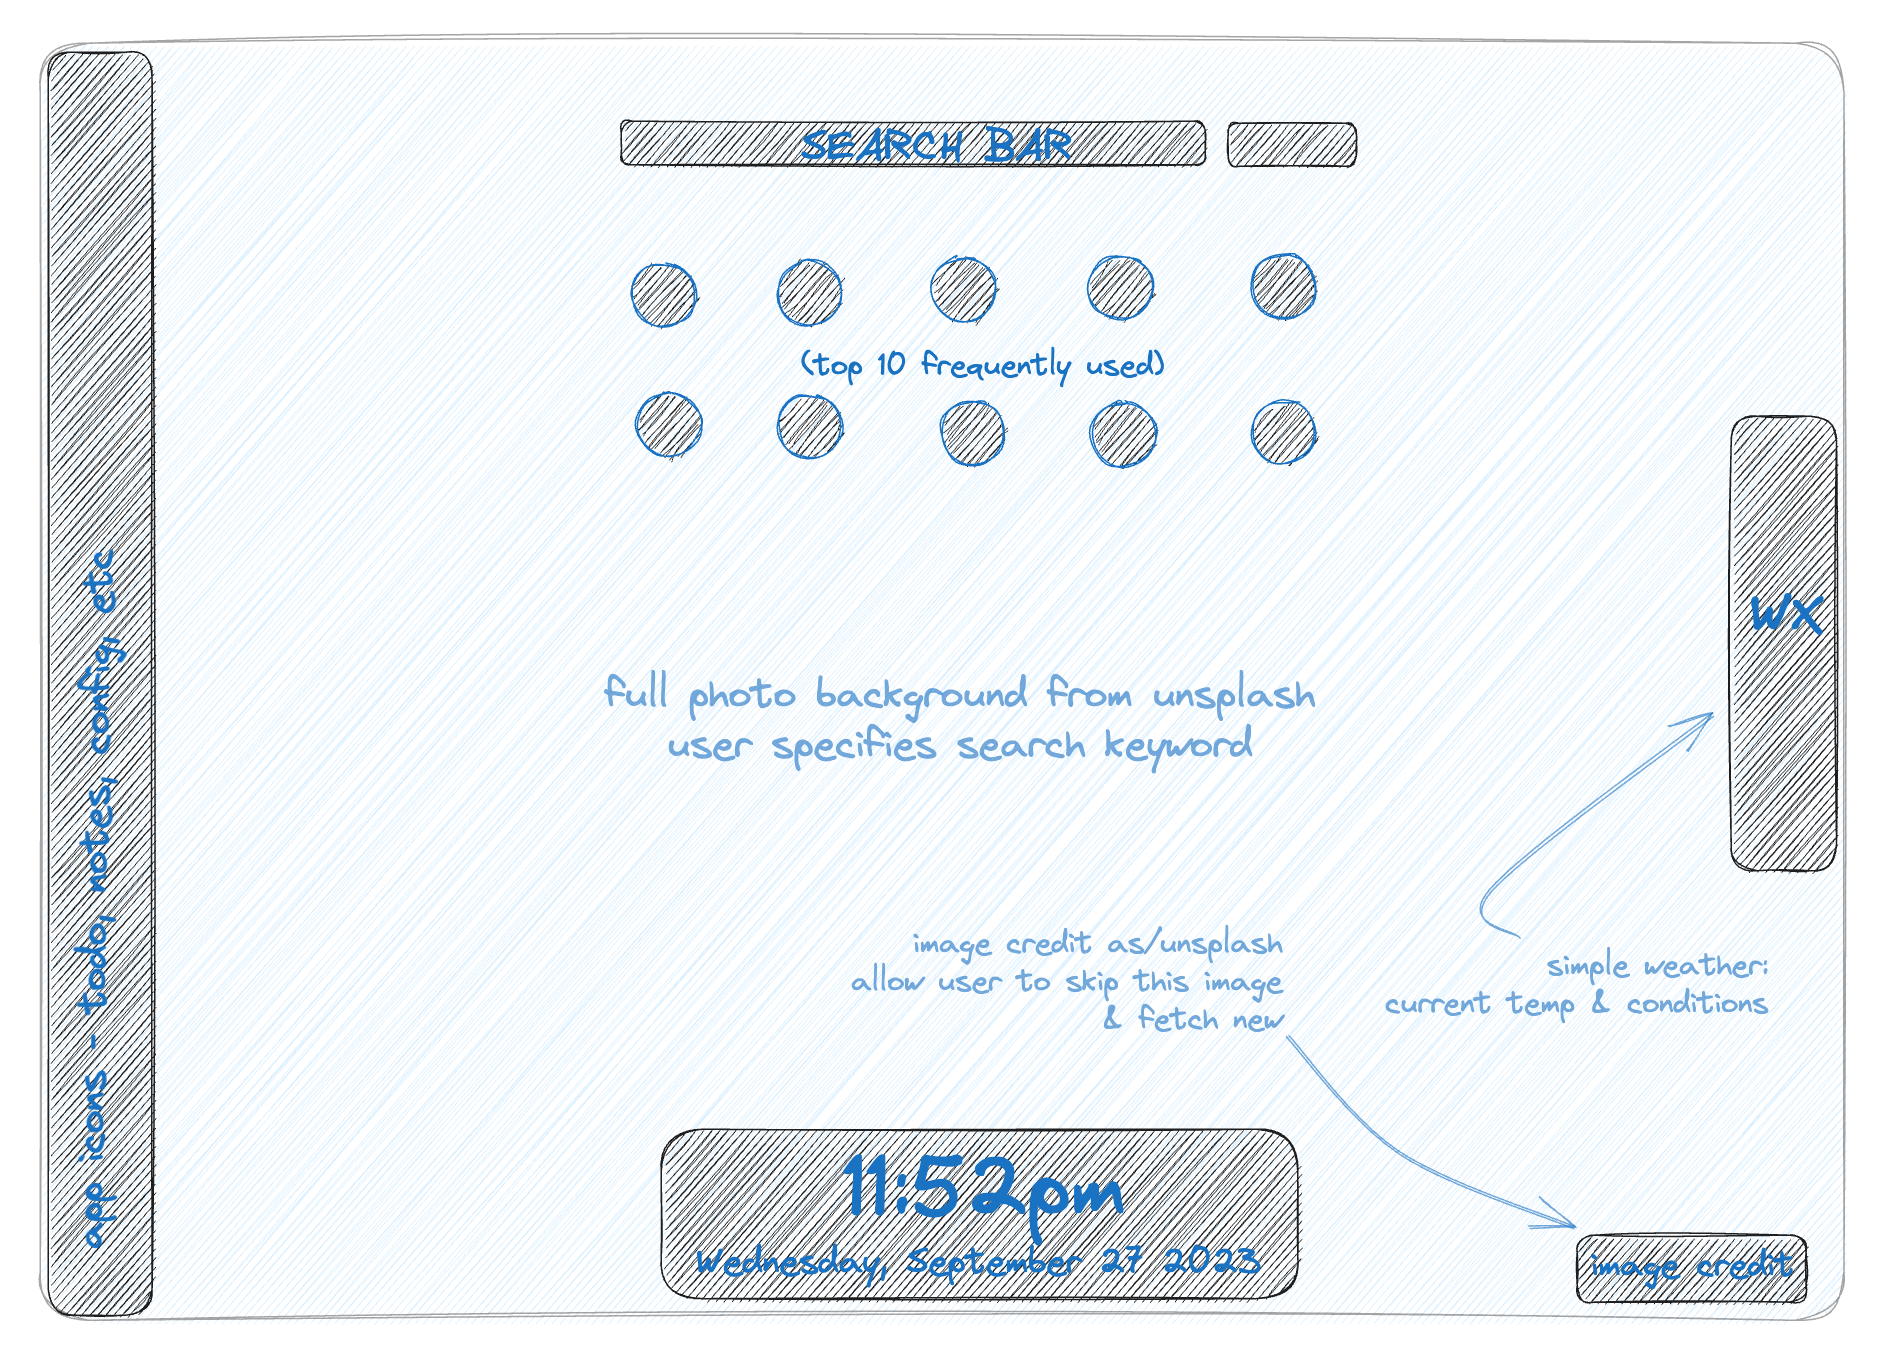 SEARCH BAR
(top 10 frequently used)
app icons - todo, notes, config, etc
WX
full photo background from unsplash
user specifies search keyword
image credit as/unsplash
allow user to skip this image
& fetch new
simple weather:
current temp & conditions
11:52pm
Wednesday, September 27 2023
image credit